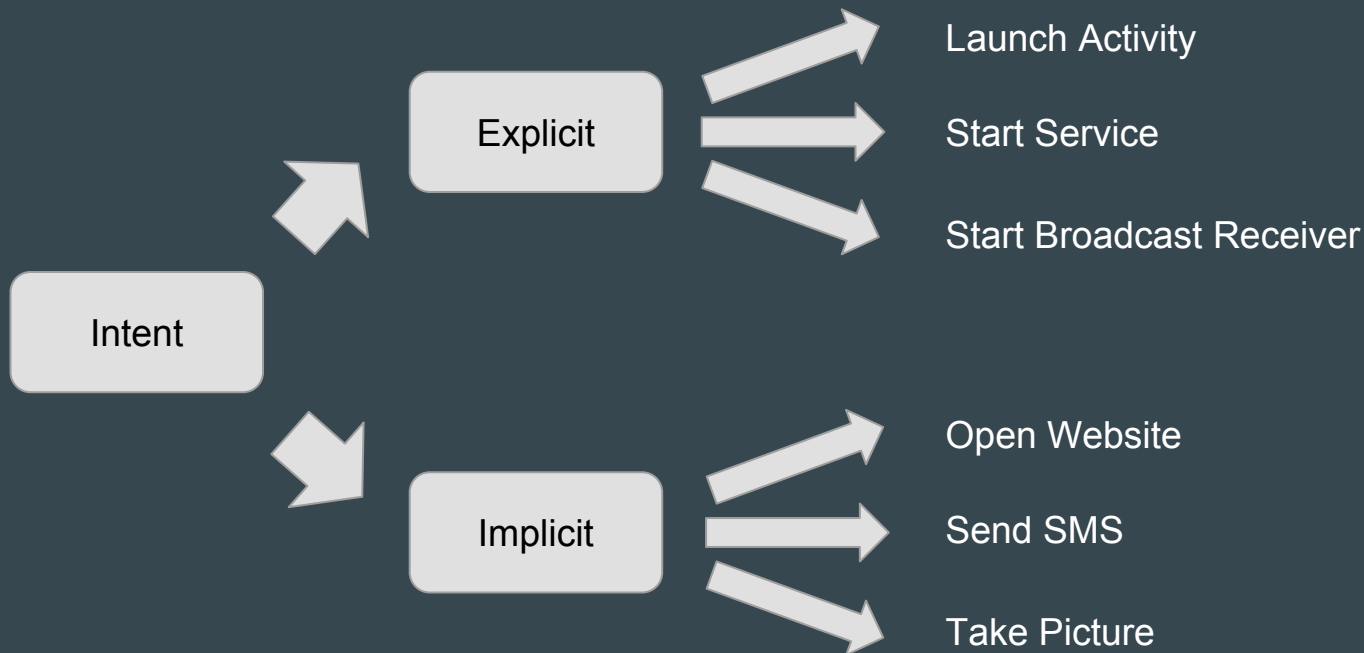 Intent
Explicit
Launch Activity
Start Service
Start Broadcast Receiver
Implicit
Open Website
Send SMS
Take Picture